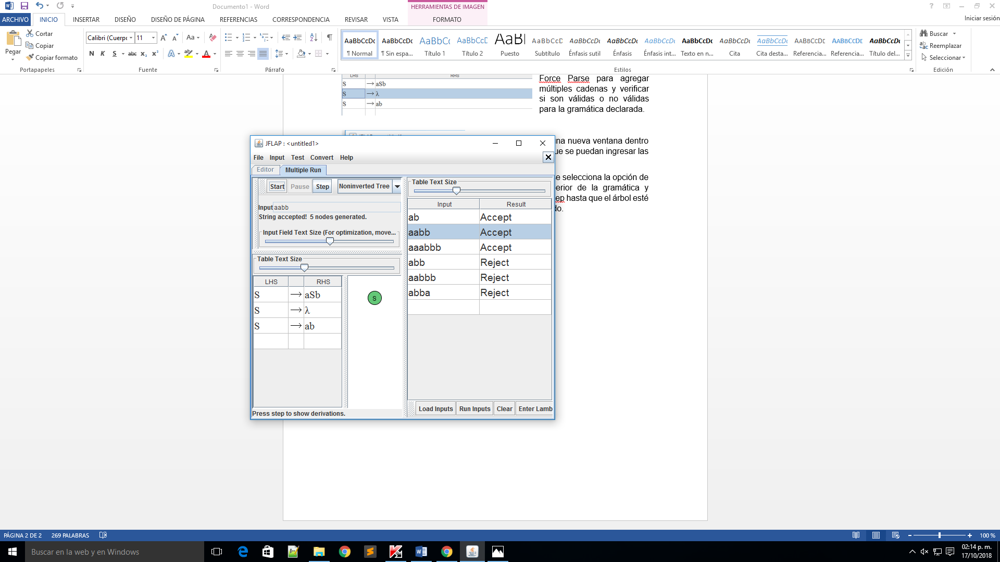 Documento1 - Word
HERRAMIENTAS DE IMAGEN
ARCHIVO INICIO INSERTAR DISEÑO DISEÑO DE PÁGINA REFERENCIAS CORRESPONDENCIA REVISAR VISTA FORMATO
Iniciar sesión
Pegar
Cortar
Copiar
Copiar formato
Portapapeles
Calibri (Cuerpo 11
Aa
N K S abc x₂ x²
A aby A
Fuente
Párrafo
AaBbCcDc AaBbCcDc AaBbCc AaBbCcD AaBl AaBbCcD AaBbCcDc AaBbCcDc AaBbCcDc AaBbCcDc AaBbCcDc AaBbCcDc AABBCCDD AABBCCDD AaBbCcDc
¶ Normal ¶ Sin espa... Título 1 Título 2 Puesto Subtítulo Énfasis sutil Énfasis Énfasis int... Texto en n... Cita Cita desta... Referencia... Referencia... Título del...
Estilos
Buscar
Reemplazar
Seleccionar
Edición
LHS RHS
S → aSb
S → λ
S → ab
Force Parse para agregar
múltiples cadenas y verificar
si son válidas o no válidas
para la gramática declarada.
una nueva ventana dentro
que se puedan ingresar las
se selecciona la opción de
erior de la gramática y
ep hasta que el árbol esté
do.
JFLAP : <untitled1>
File Input Test Convert Help
Editor Multiple Run
Start Pause Step Noninverted Tree
Input aabb
String accepted! 5 nodes generated.
Input Field Text Size (For optimization, move...
Table Text Size
LHS RHS
S → aSb
S → λ
S → ab
S
Press step to show derivations.
Table Text Size
Input Result
ab Accept
aabb Accept
aaabbb Accept
abb Reject
aabbb Reject
abba Reject
Load Inputs Run Inputs Clear Enter Lamb
PÁGINA 2 DE 2 269 PALABRAS
100 %
Buscar en la web y en Windows
02:14 p. m.
17/10/2018